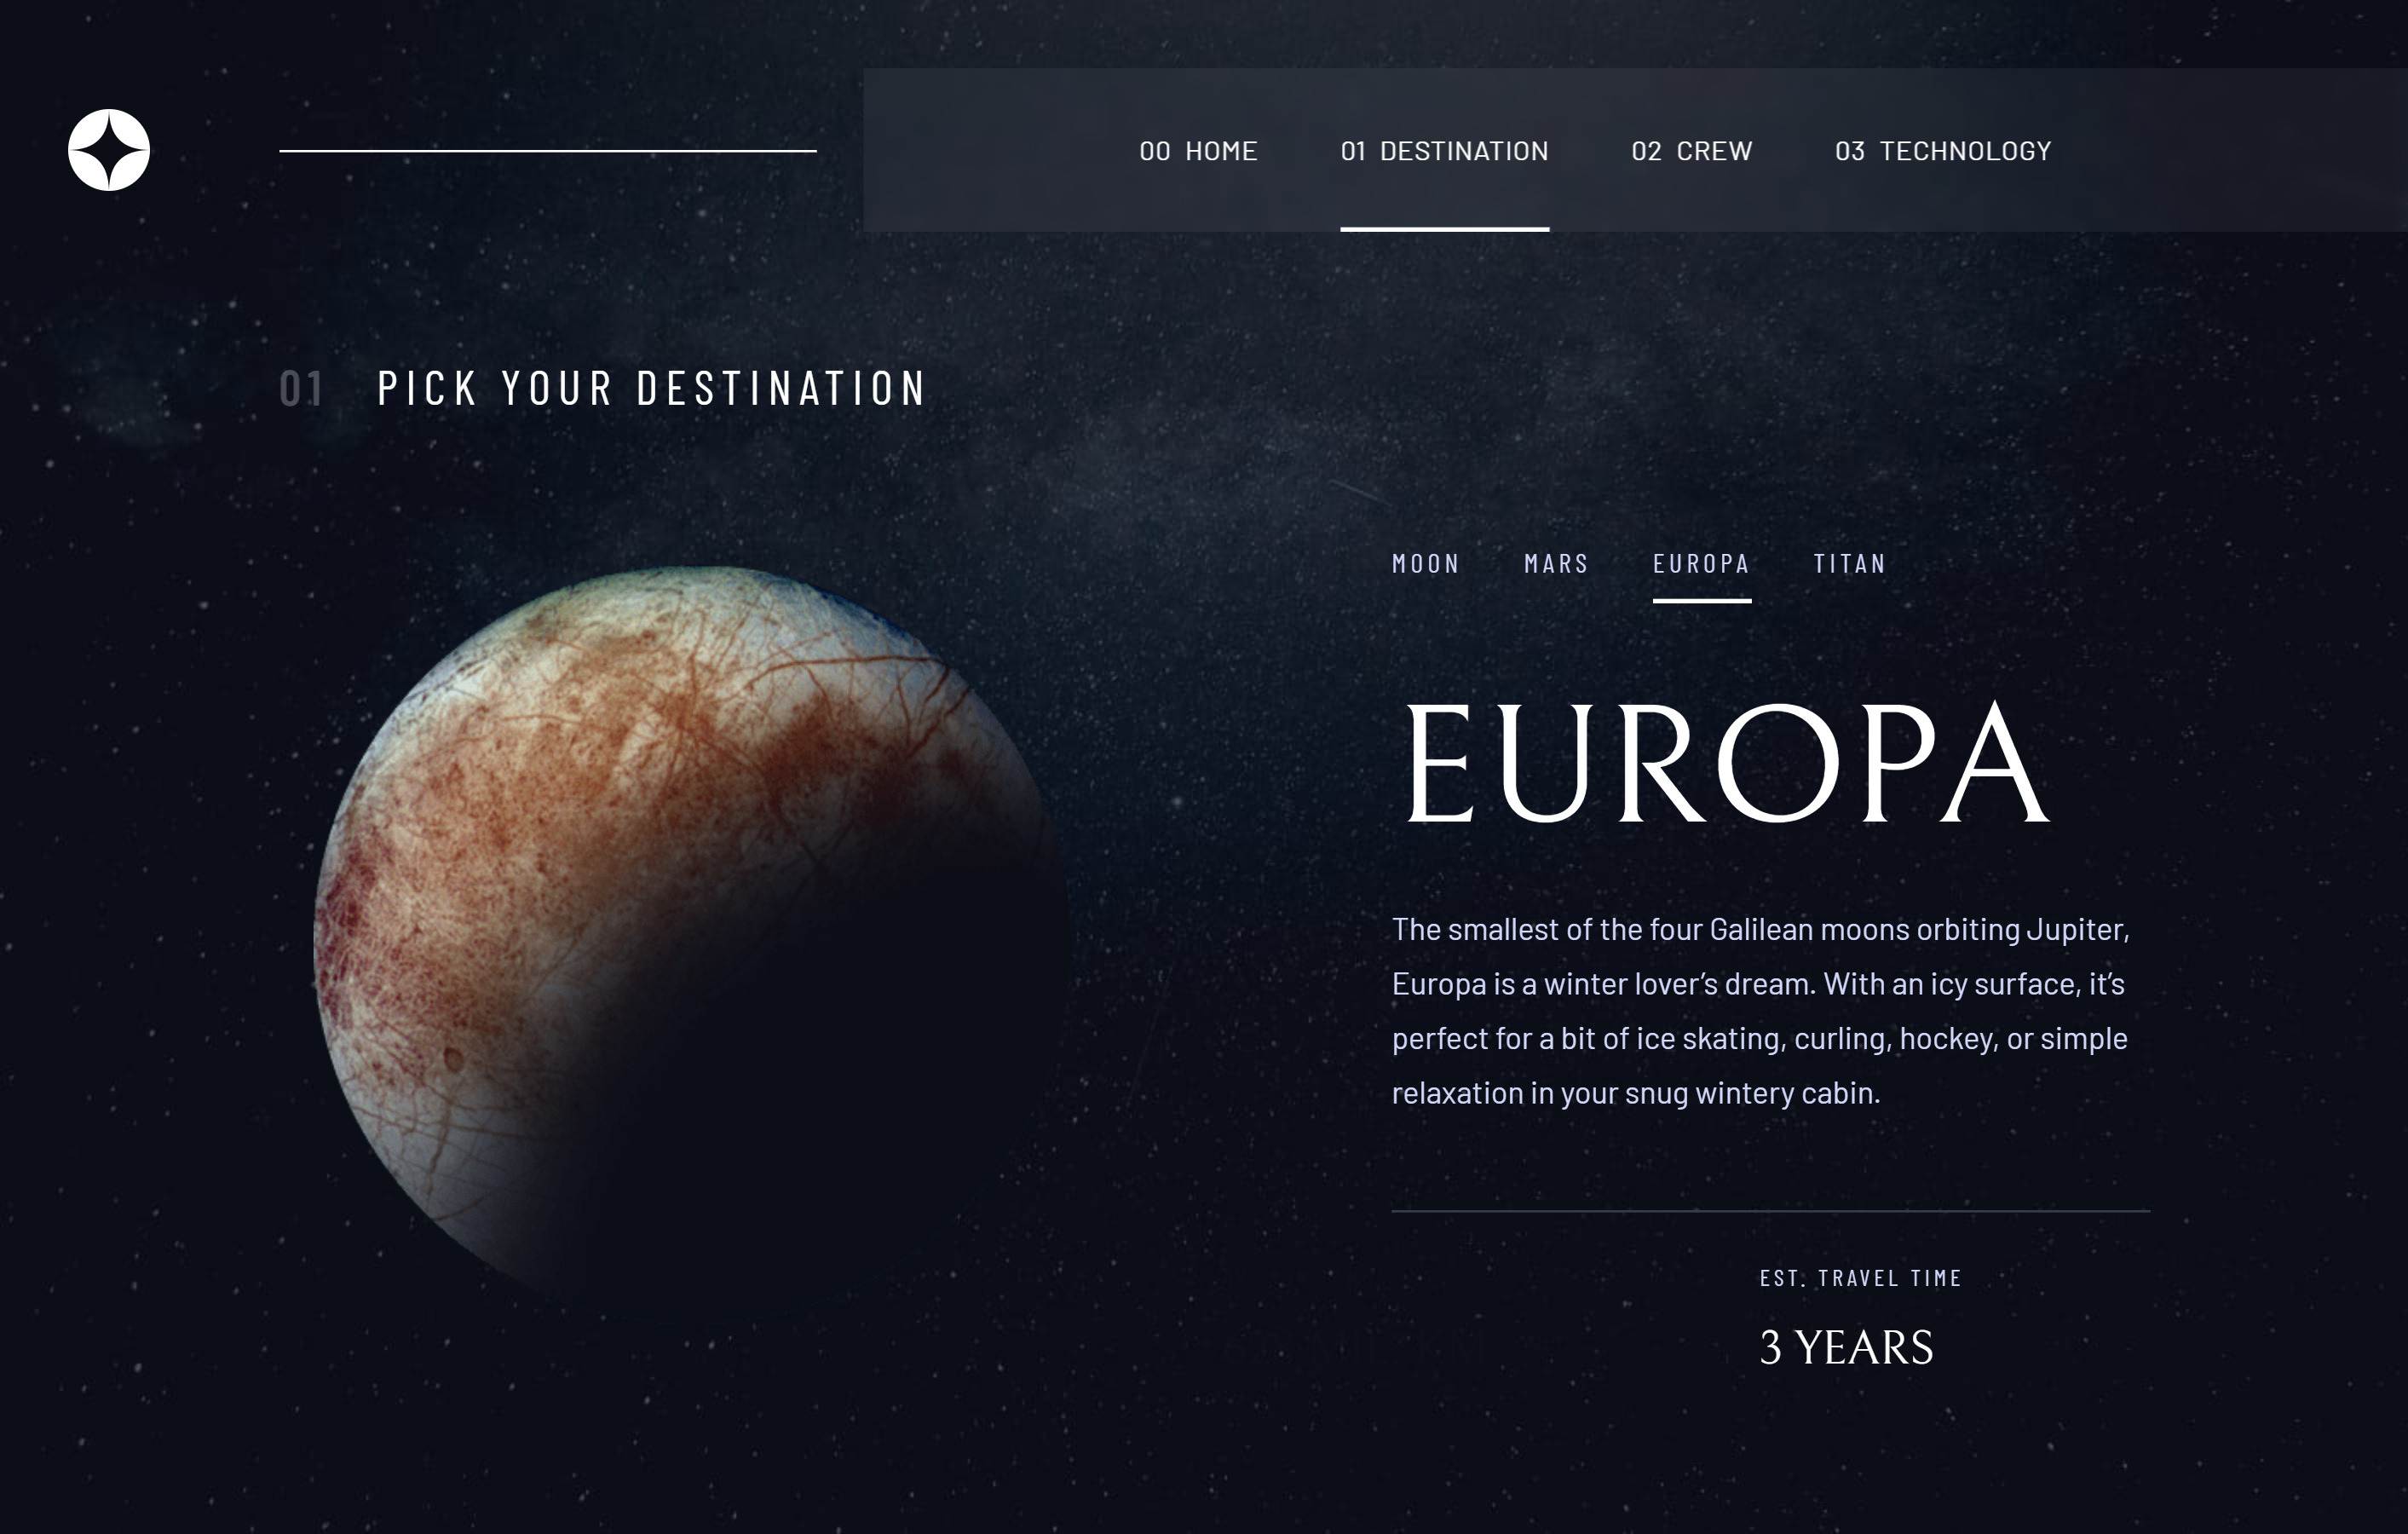 00 HOME 01 DESTINATION 02 CREW 03 TECHNOLOGY
01 PICK YOUR DESTINATION
MOON MARS EUROPA TITAN
EUROPA
The smallest of the four Galilean moons orbiting Jupiter,
Europa is a winter lover’s dream. With an icy surface, it’s
perfect for a bit of ice skating, curling, hockey, or simple
relaxation in your snug wintery cabin.
EST. TRAVEL TIME
3 YEARS